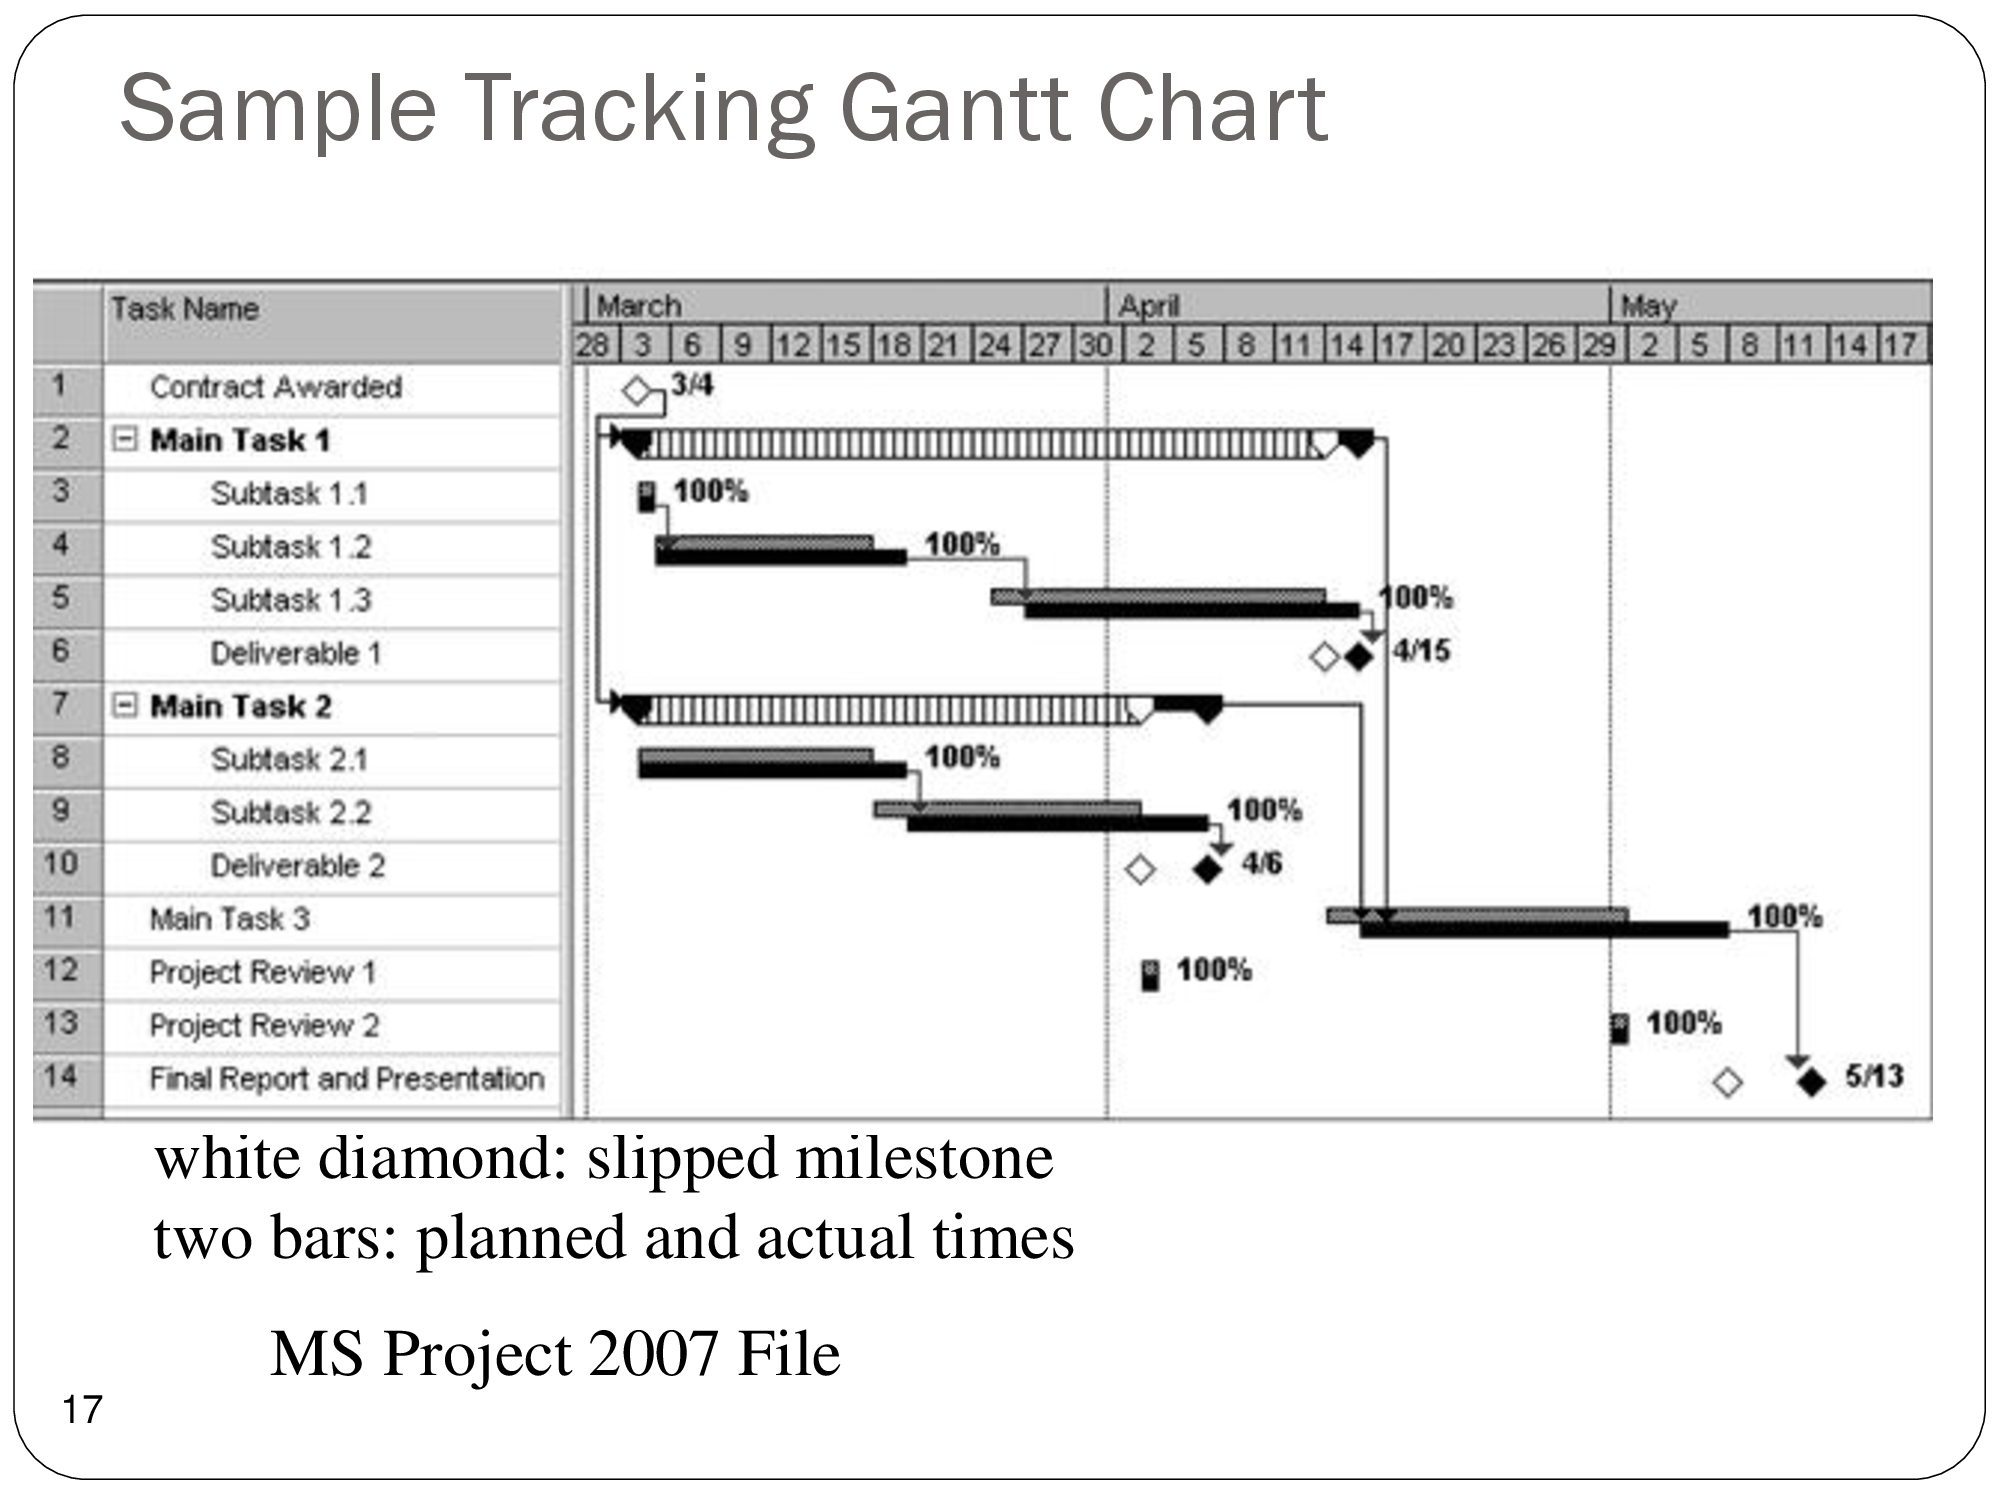 Sample Tracking Gantt Chart
Task Name March April May
28 3 6 9 12 15 18 21 24 27 30 2 5 8 11 14 17 20 23 26 29 2 5 8 11 14 17
1 Contract Awarded 3/4
2 Main Task 1
3 Subtask 1.1 100%
4 Subtask 1.2 100%
5 Subtask 1.3 100%
6 Deliverable 1 4/15
7 Main Task 2
8 Subtask 2.1 100%
9 Subtask 2.2 100%
10 Deliverable 2 4/6
11 Main Task 3 100%
12 Project Review 1 100%
13 Project Review 2 100%
14 Final Report and Presentation 5/13
white diamond: slipped milestone
two bars: planned and actual times
MS Project 2007 File
17